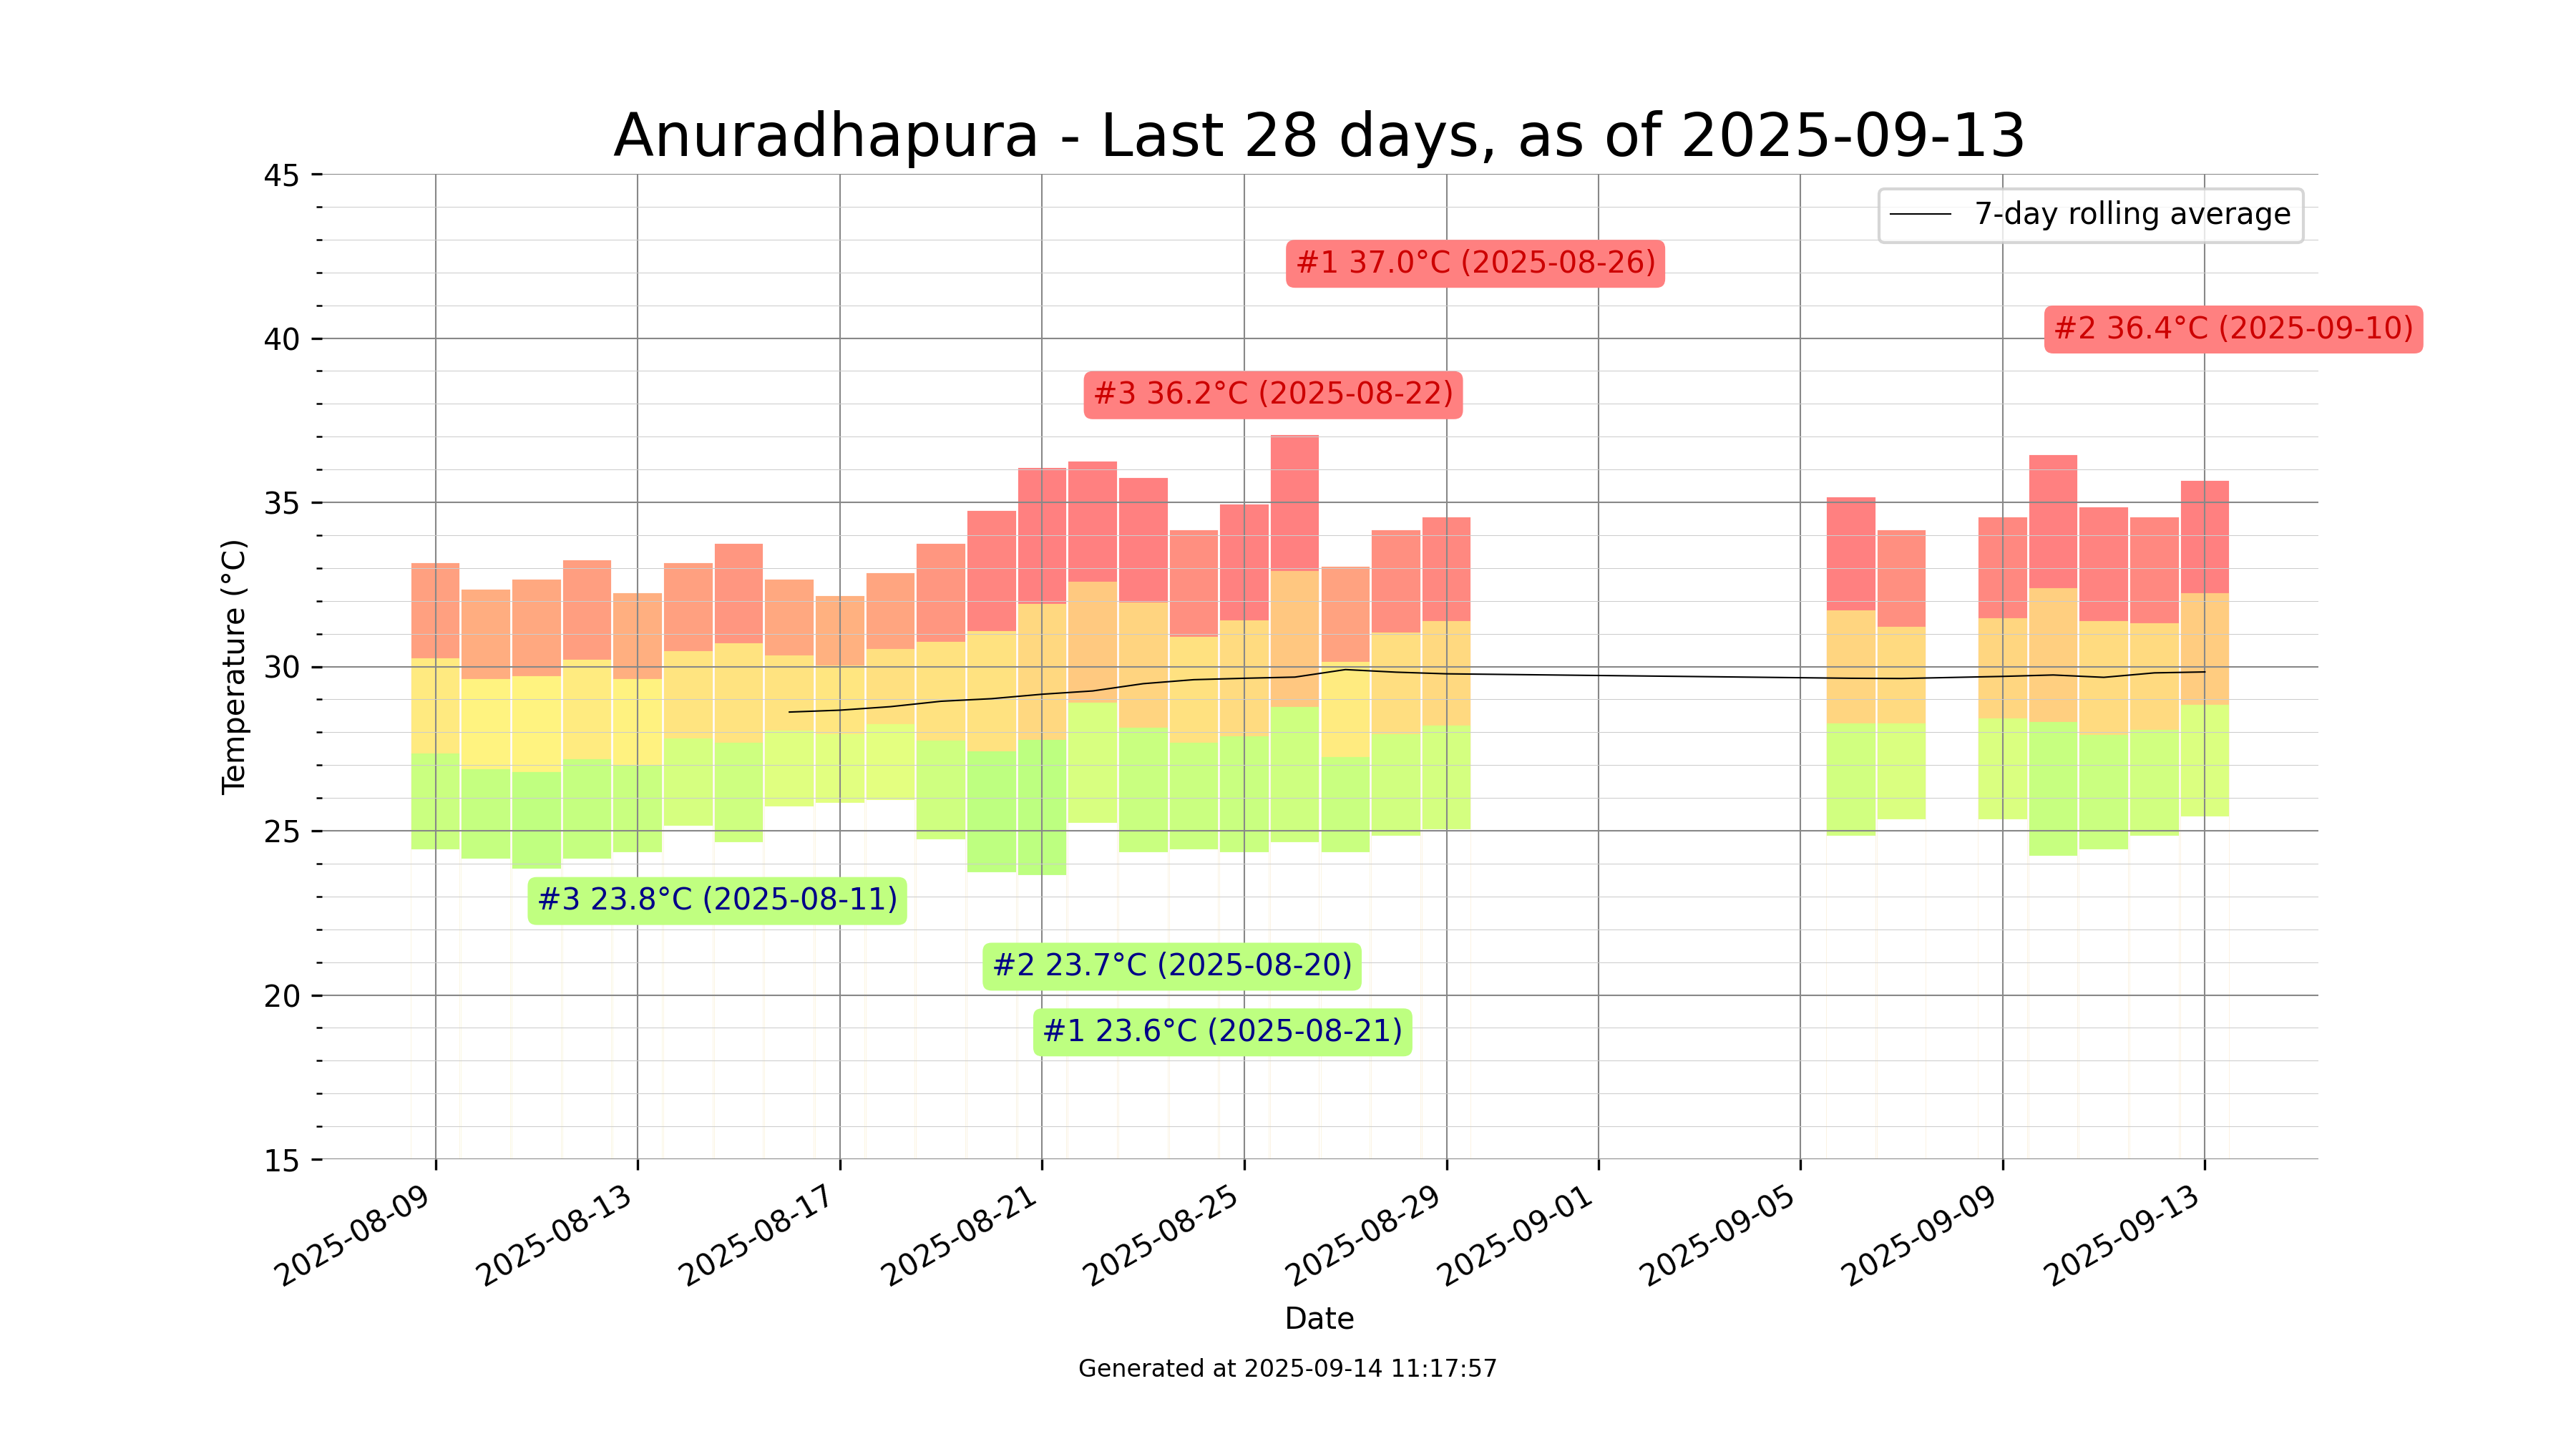 Anuradhapura - Last 28 days, as of 2025-09-13
45
40
35
30
25
20
15
Temperature (°C)
7-day rolling average
#1 37.0°C (2025-08-26)
#2 36.4°C (2025-09-10)
#3 36.2°C (2025-08-22)
#3 23.8°C (2025-08-11)
#2 23.7°C (2025-08-20)
#1 23.6°C (2025-08-21)
2025-08-09
2025-08-13
2025-08-17
2025-08-21
2025-08-25
2025-08-29
2025-09-01
2025-09-05
2025-09-09
2025-09-13
Date
Generated at 2025-09-14 11:17:57